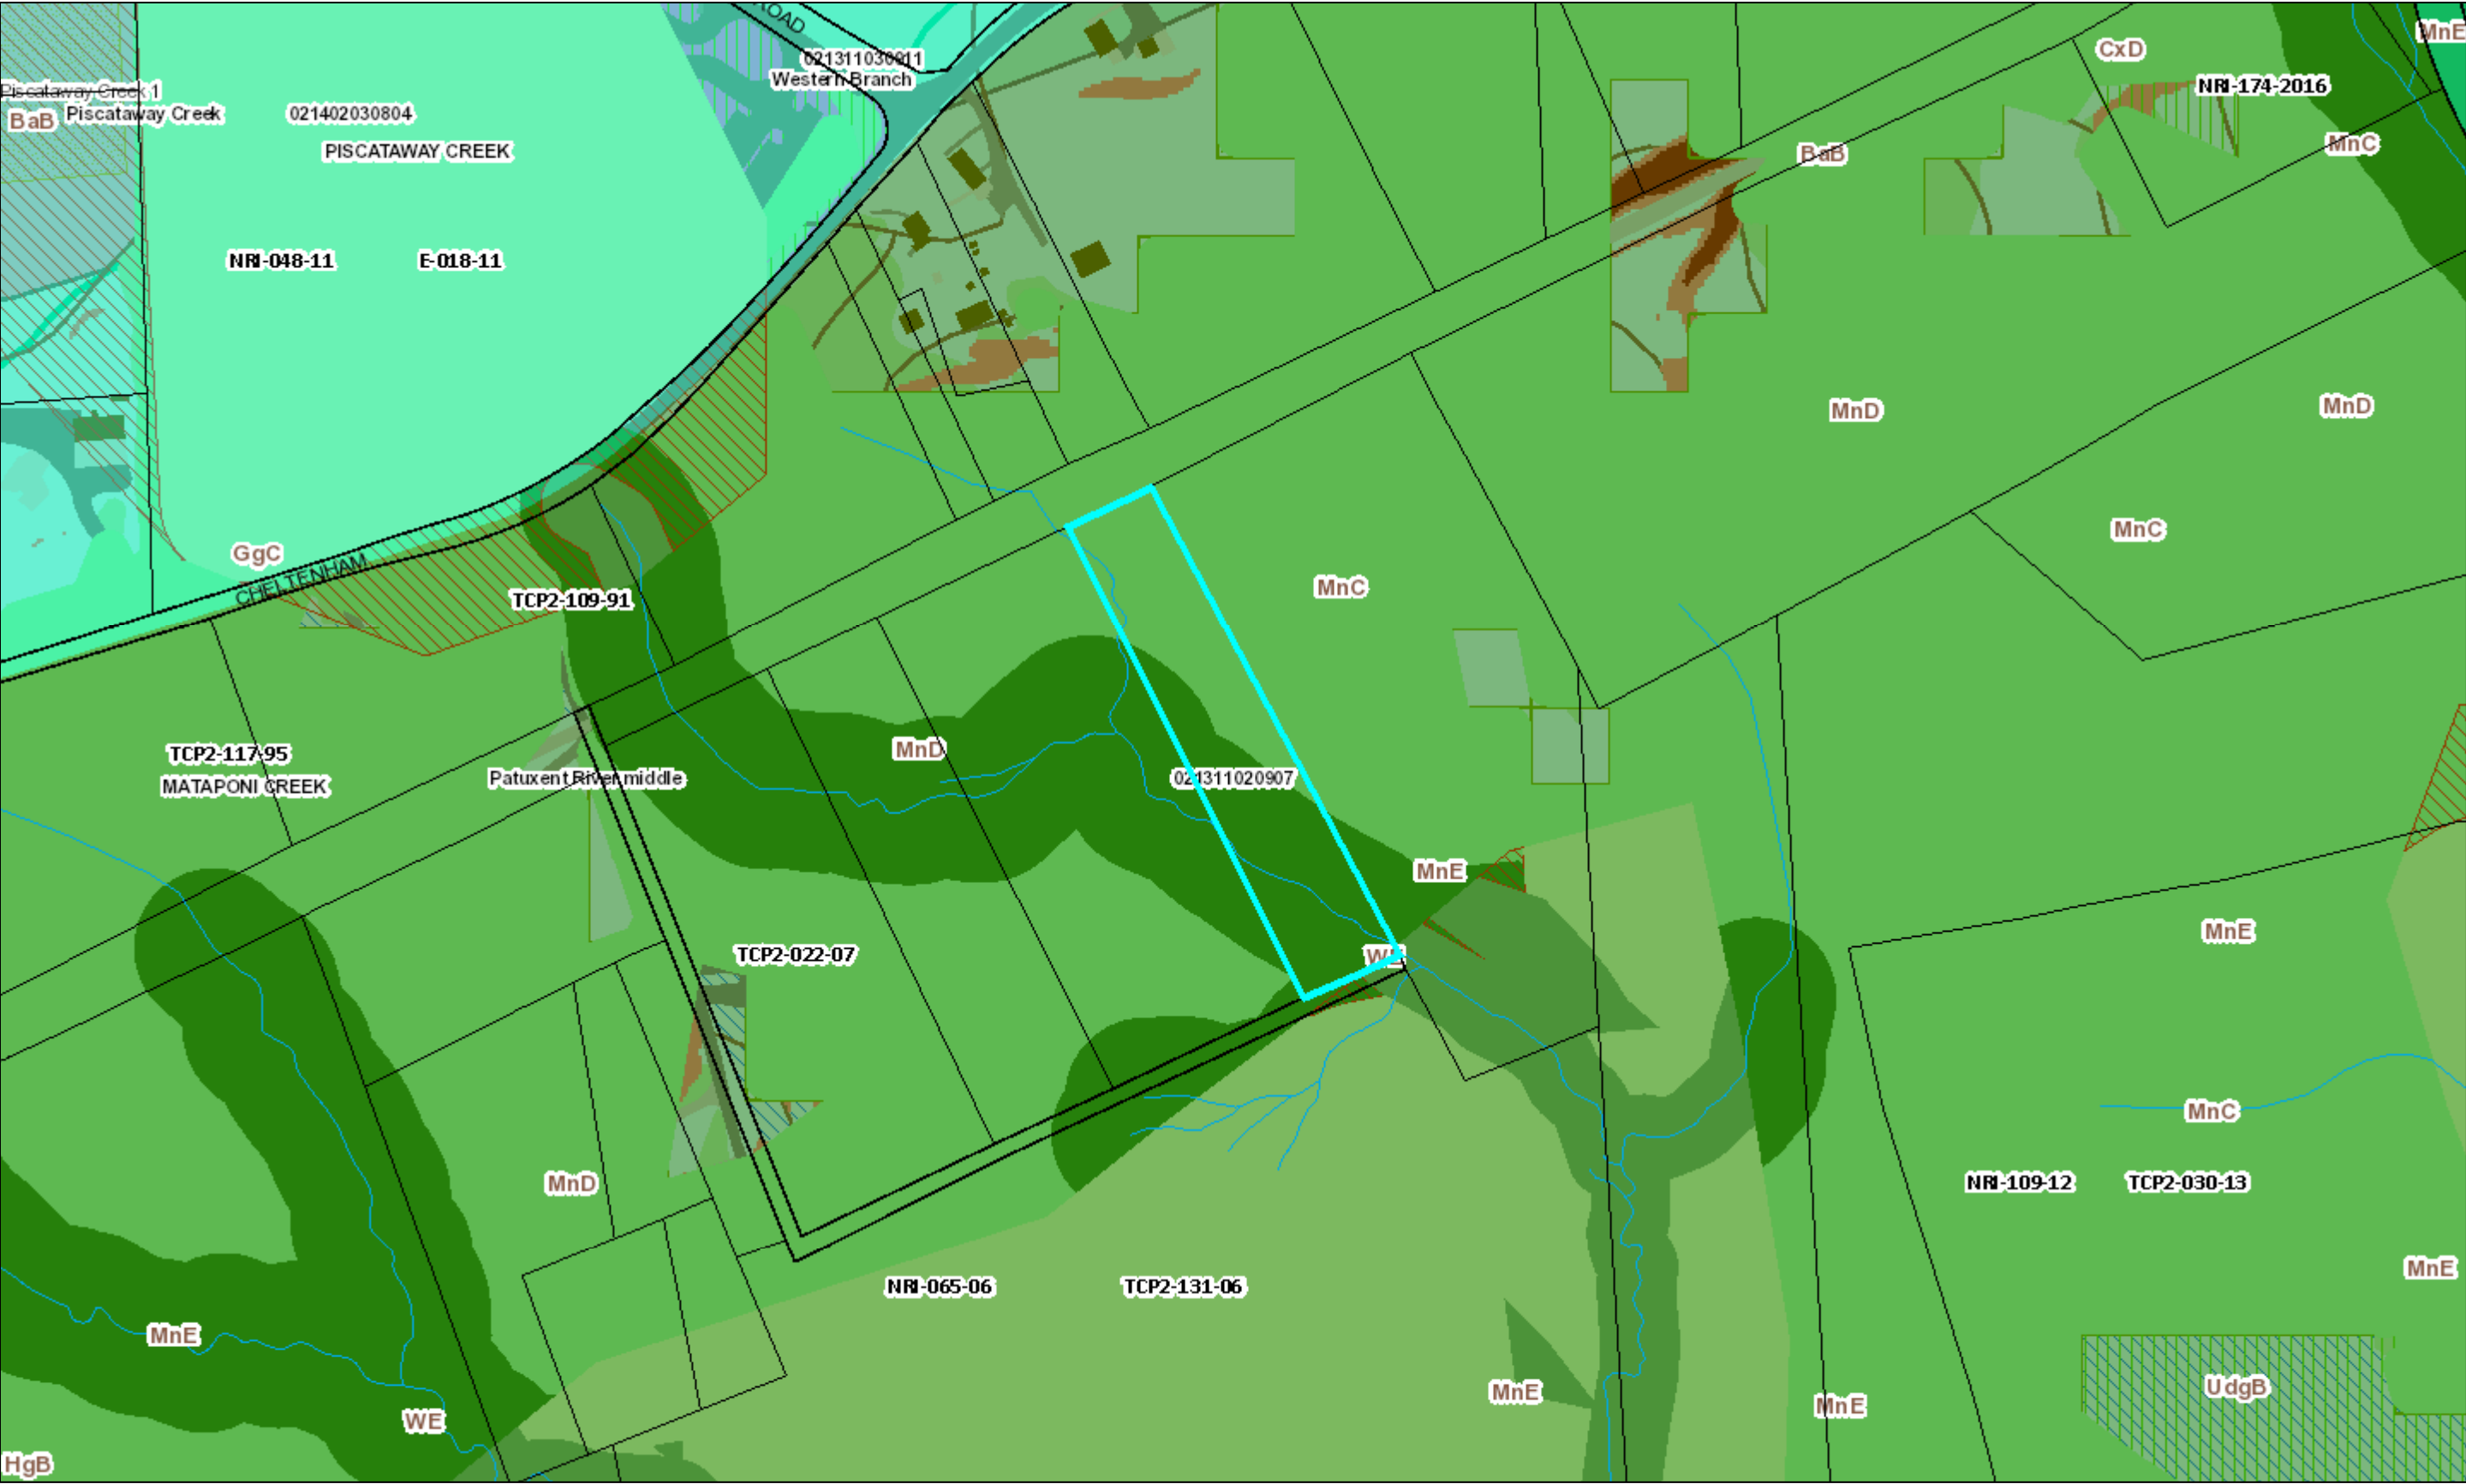 ROAD
MnE
CxD
021311030911
Western Branch
NRI-174-2016
Piscataway Creek 1
BaB
Piscataway Creek
021402030804
PISCATAWAY CREEK
BaB
MnC
NRI-048-11
E-018-11
MnD
MnD
MnC
GgC
CHELTENHAM
TCP2-109-91
MnC
TCP2-117-95
MATAPONI CREEK
MnD
Patuxent River middle
021311020907
MnE
MnE
TCP2-022-07
WE
MnC
MnD
NRI-109-12
TCP2-030-13
NRI-065-06
TCP2-131-06
MnE
MnE
MnE
MnE
UdgB
WE
HgB